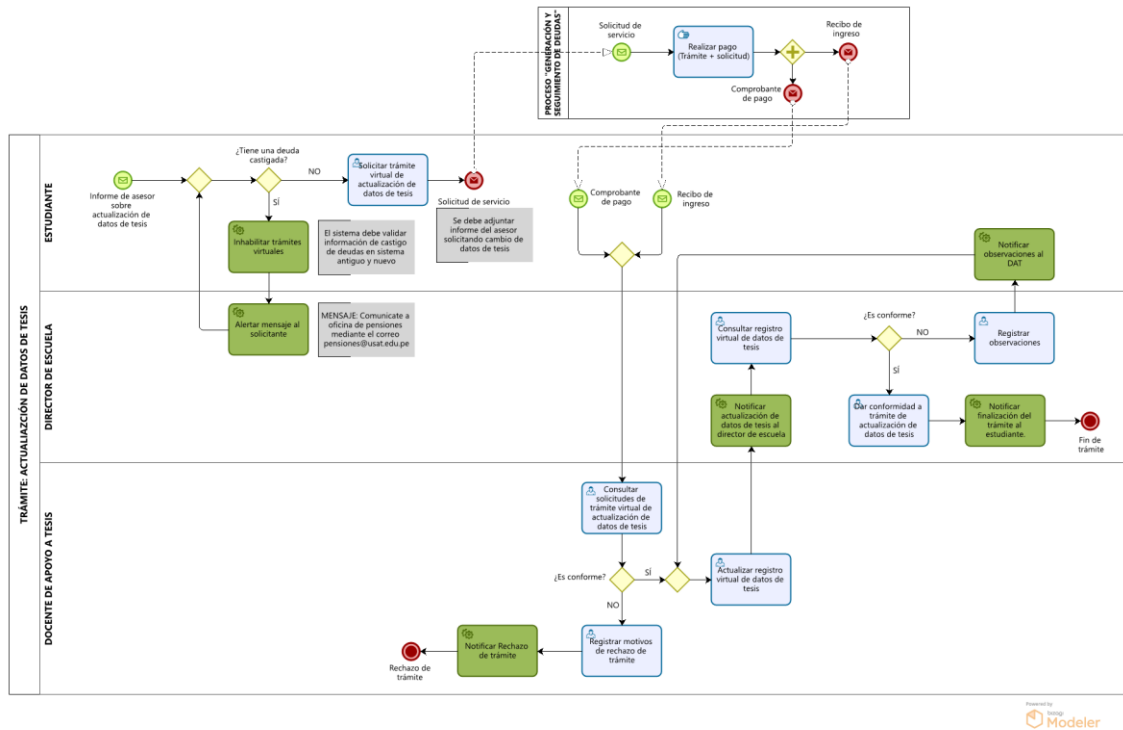 PROCESO "GENERACIÓN Y
SEGUIMIENTO DE DEUDAS"
Solicitud de
servicio
Realizar pago
(Trámite + solicitud)
Recibo de
ingreso
Comprobante
de pago
TRÁMITE: ACTUALIAZCIÓN DE DATOS DE TESIS
ESTUDIANTE
Informe de asesor
sobre
actualización de
datos de tesis
¿Tiene una deuda
castigada?
NO
SÍ
Solicitar trámite
virtual de
actualización de
datos de tesis
Solicitud de servicio
Se debe adjuntar
informe del asesor
solicitando cambio de
datos de tesis
Inhabilitar trámites
virtuales
El sistema debe validar
información de castigo
de deudas en sistema
antiguo y nuevo
Comprobante
de pago
Recibo de
ingreso
Notificar
observaciones al
DAT
DIRECTOR DE ESCUELA
Alertar mensaje al
solicitante
MENSAJE: Comunicate a
oficina de pensiones
mediante el correo
pensiones@usat.edu.pe
Consultar registro
virtual de datos de
tesis
¿Es conforme?
NO
SÍ
Registrar
observaciones
Notificar
actualización de
datos de tesis al
director de escuela
Dar conformidad a
trámite de
actualización de
datos de tesis
Notificar
finalización del
trámite al
estudiante.
Fin de
trámite
DOCENTE DE APOYO A TESIS
Consultar
solicitudes de
trámite virtual de
actualización de
datos de tesis
¿Es conforme?
SÍ
NO
Actualizar registro
virtual de datos de
tesis
Registrar motivos
de rechazo de
trámite
Notificar Rechazo
de trámite
Rechazo de
trámite
Powered by
bizagi
Modeler